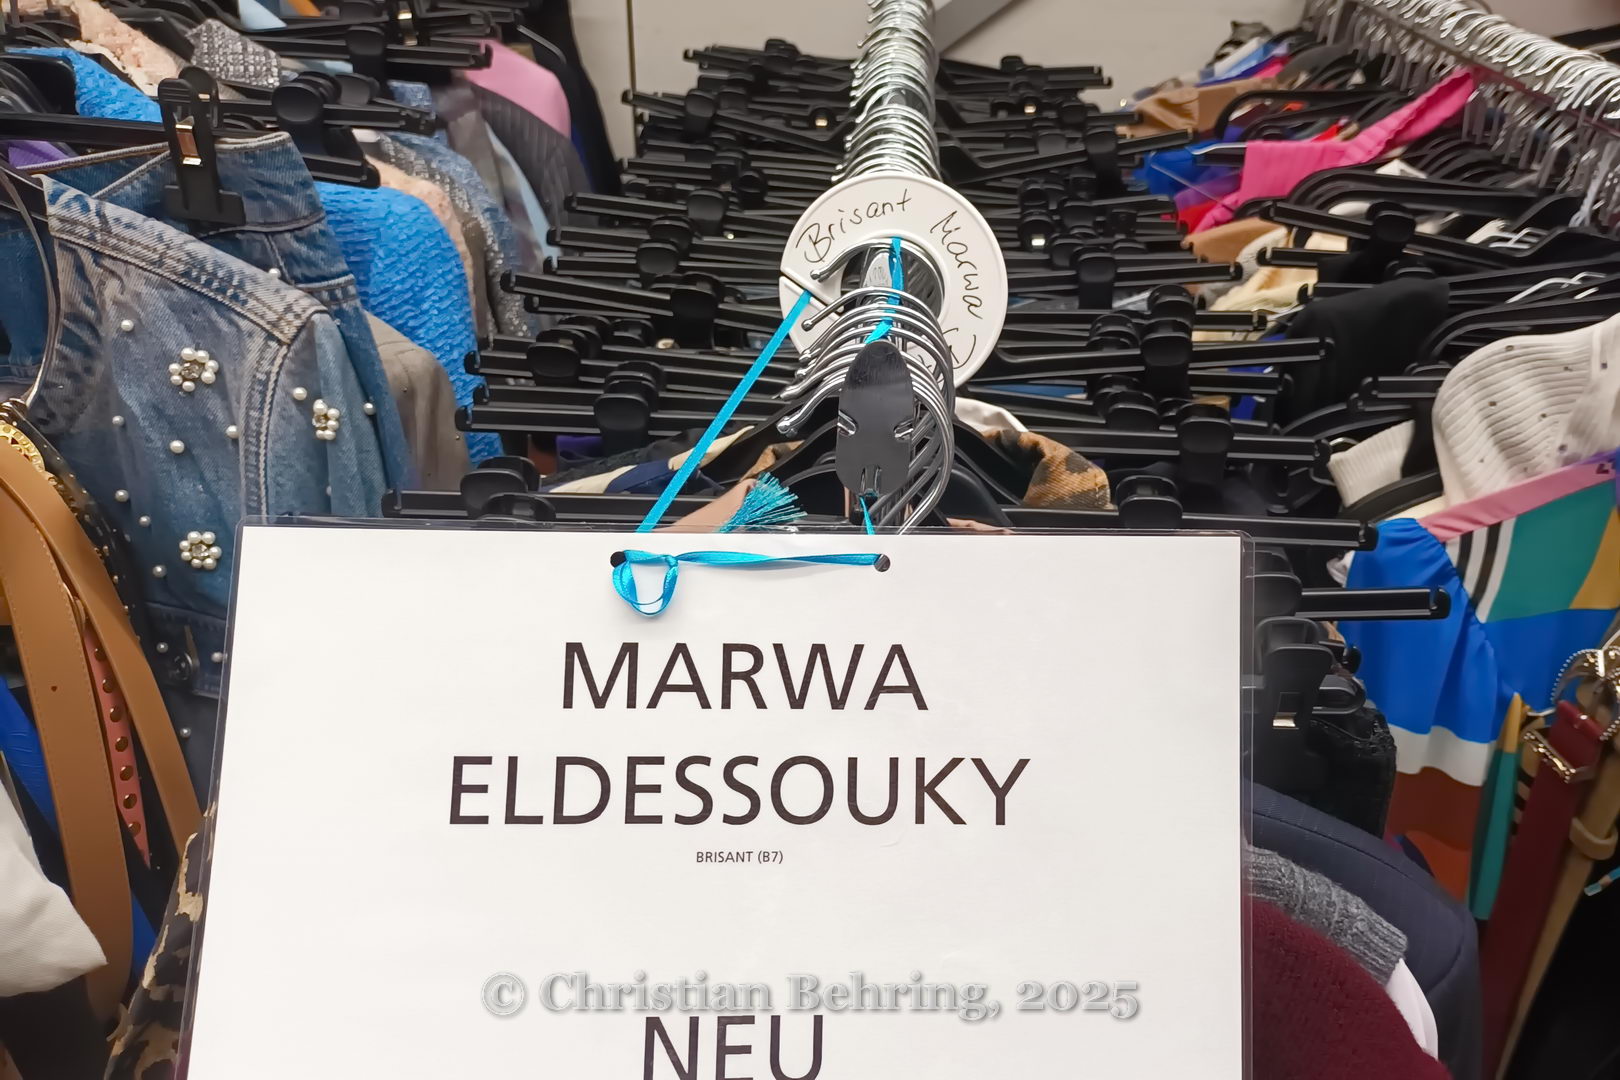 Brisant Marwa
MARWA
ELDESSOUKY
BRISANT (B7)
© Christian Behring, 2025
NEU